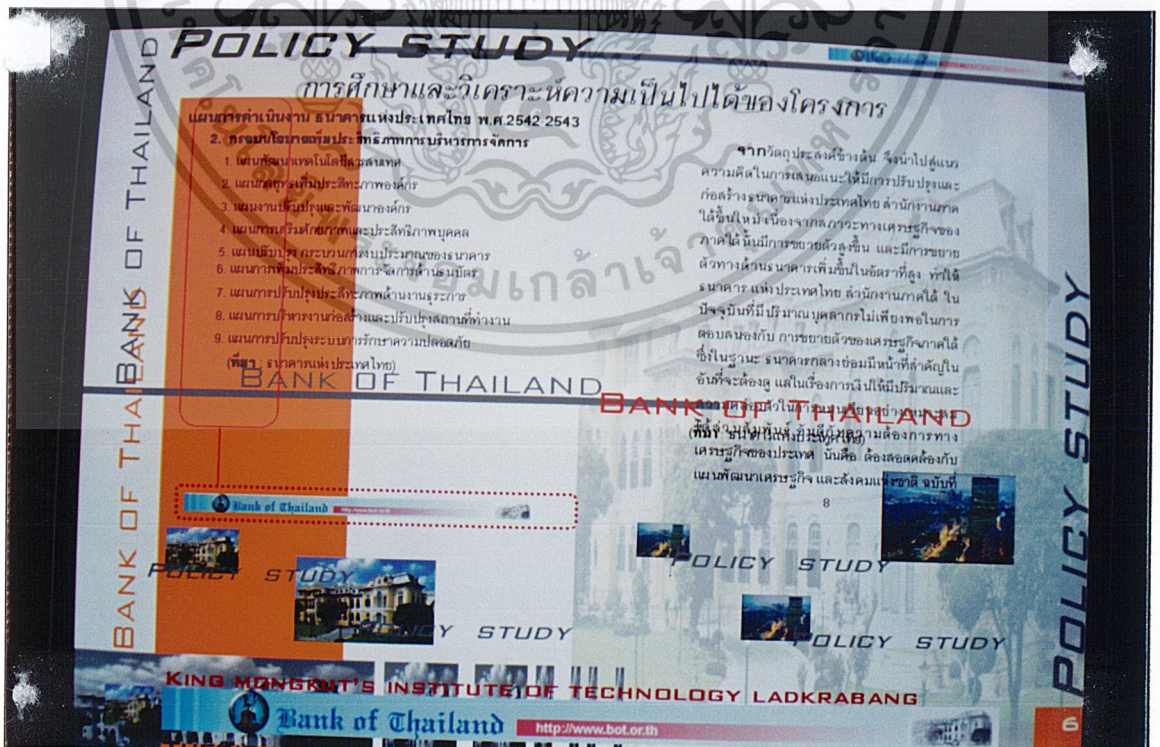 POLICY STUDY
การศึกษาและวิเคราะห์ความเป็นไปได้ของโครงการ
แผนการดำเนินงาน ธนาคารแห่งประเทศไทย พ.ศ.2542-2543
2. กรอบนโยบายเพิ่มประสิทธิภาพการบริหารการจัดการ
1. แผนพัฒนาเทคโนโลยีสารสนเทศ
2. แผนกลยุทธเพิ่มประสิทธิภาพองค์กร
3. แผนงานปรับปรุงและพัฒนาองค์กร
4. แผนการเสริมศักยภาพและประสิทธิภาพบุคคล
5. แผนปรับปรุง กระบวนการงบประมาณของธนาคาร
6. แผนการเพิ่มประสิทธิภาพการจัดการด้านธนบัตร
7. แผนการปรับปรุงประสิทธิภาพด้านงานธุระการ
8. แผนการบริหารงานก่อสร้างและปรับปรุงสถานที่ทำงาน
9. แผนการปรับปรุงระบบการรักษาความปลอดภัย
(ที่มา : ธนาคารแห่งประเทศไทย)
BANK OF THAILAND
จากวัตถุประสงค์ข้างต้น จึงนำไปสู่แนว
ความคิดในการเสนอแนะให้มีการปรับปรุงและ
ก่อสร้างธนาคารแห่งประเทศไทย สำนักงานภาค
ใต้ขึ้นใหม่ เนื่องจากสภาวะทางเศรษฐกิจของ
ภาคใต้นั้นมีการขยายตัวสูงขึ้น และมีการขยาย
ตัวทางด้านธนาคารเพิ่มขึ้นในอัตราที่สูง ทำให้
ธนาคาร แห่งประเทศไทย สำนักงานภาคใต้ ใน
ปัจจุบันที่มีปริมาณบุคลากรไม่เพียงพอในการ
ตอบสนองกับ การขยายตัวของเศรษฐกิจภาคใต้
ซึ่งในฐานะ ธนาคารกลางย่อมมีหน้าที่สำคัญใน
อันที่จะต้องดู แลในเรื่องการเงินให้มีปริมาณและ
BANK OF THAILAND
(ที่มา : ธนาคารแห่งประเทศไทย)
เศรษฐกิจของประเทศ นั่นคือ ต้องสอดคล้องกับ
แผนพัฒนาเศรษฐกิจ และสังคมแห่งชาติ ฉบับที่
8
BANK OF THAILAND
BANK OF THAILAND
Bank of Thailand http://www.bot.or.th
POLICY STUDY
POLICY STUDY
POLICY STUDY
POLICY STUDY
POLICY STUDY
KING MONGKUT'S INSTITUTE OF TECHNOLOGY LADKRABANG
Bank of Thailand http://www.bot.or.th
6